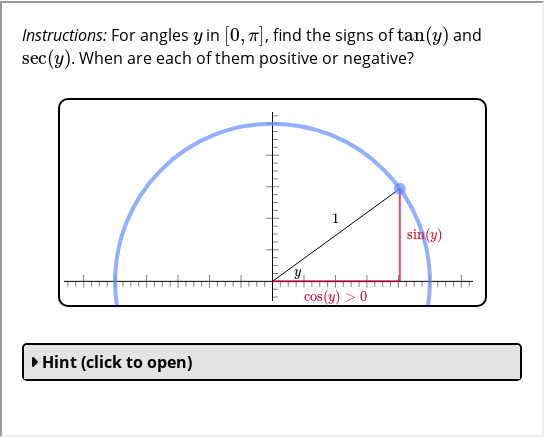 Instructions: For angles y in [0, π], find the signs of tan(y) and
sec(y). When are each of them positive or negative?
1
sin(y)
y
cos(y) > 0
Hint (click to open)